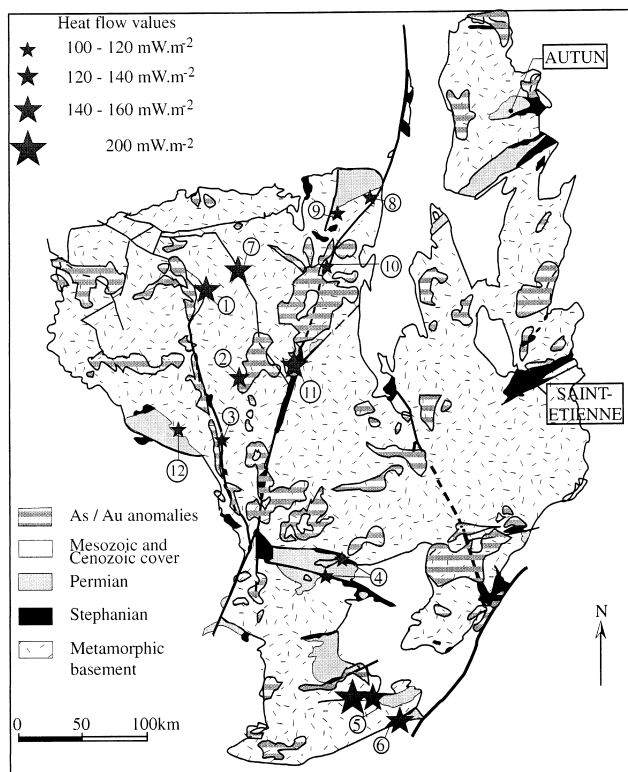 Heat flow values
100 - 120 mW.m-2
120 - 140 mW.m-2
140 - 160 mW.m-2
200 mW.m-2
AUTUN
9
8
7
10
1
2
11
3
SAINT-
ETIENNE
12
As / Au anomalies
Mesozoic and
Cenozoic cover
Permian
Stephanian
Metamorphic
basement
4
N
5
6
0 50 100km